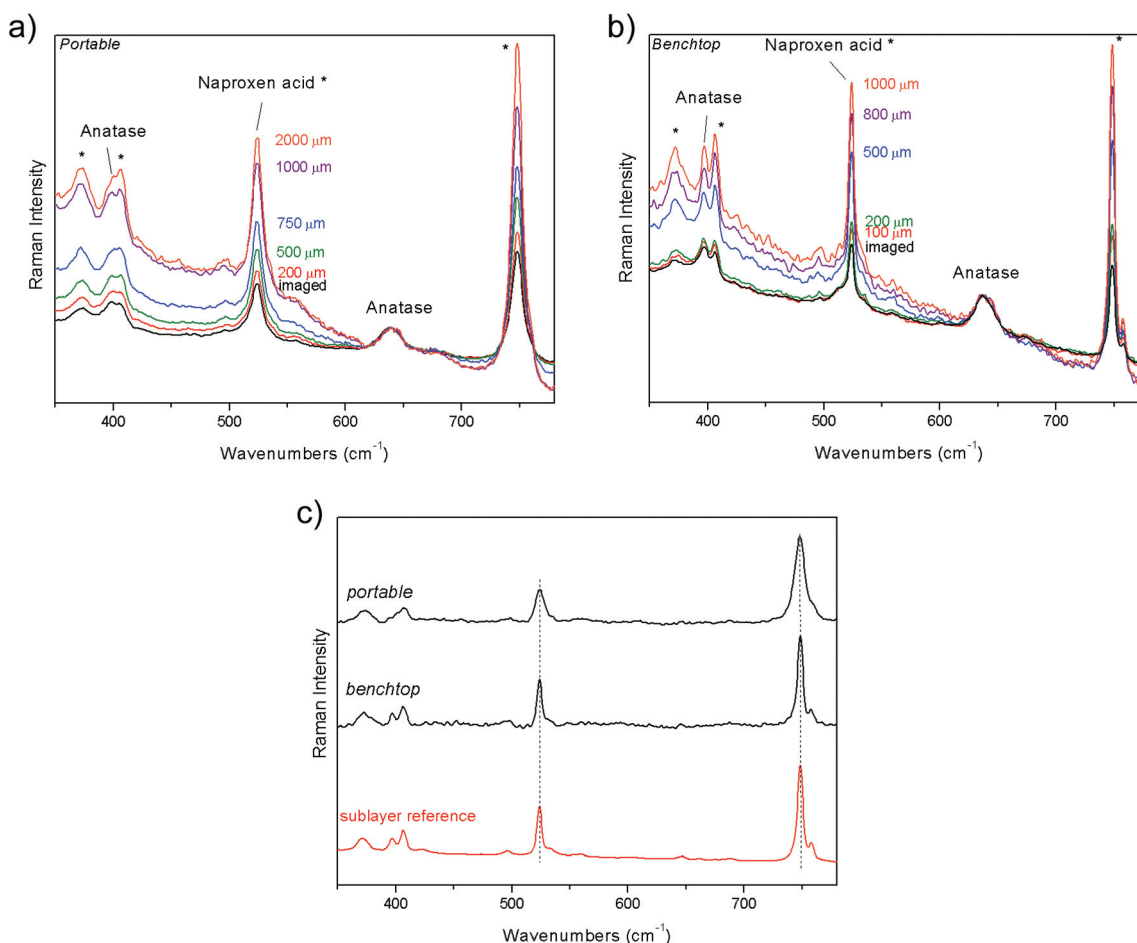 a)
Portable
*
Naproxen acid *
Anatase
*
*
2000 μm
1000 μm
750 μm
500 μm
200 μm
imaged
Anatase
Raman Intensity
400
500
600
700
Wavenumbers (cm⁻¹)
b)
Benchtop
*
Naproxen acid *
Anatase
*
*
1000 μm
800 μm
500 μm
200 μm
100 μm
imaged
Anatase
Raman Intensity
400
500
600
700
Wavenumbers (cm⁻¹)
c)
portable
benchtop
sublayer reference
Raman Intensity
400
500
600
700
Wavenumbers (cm⁻¹)